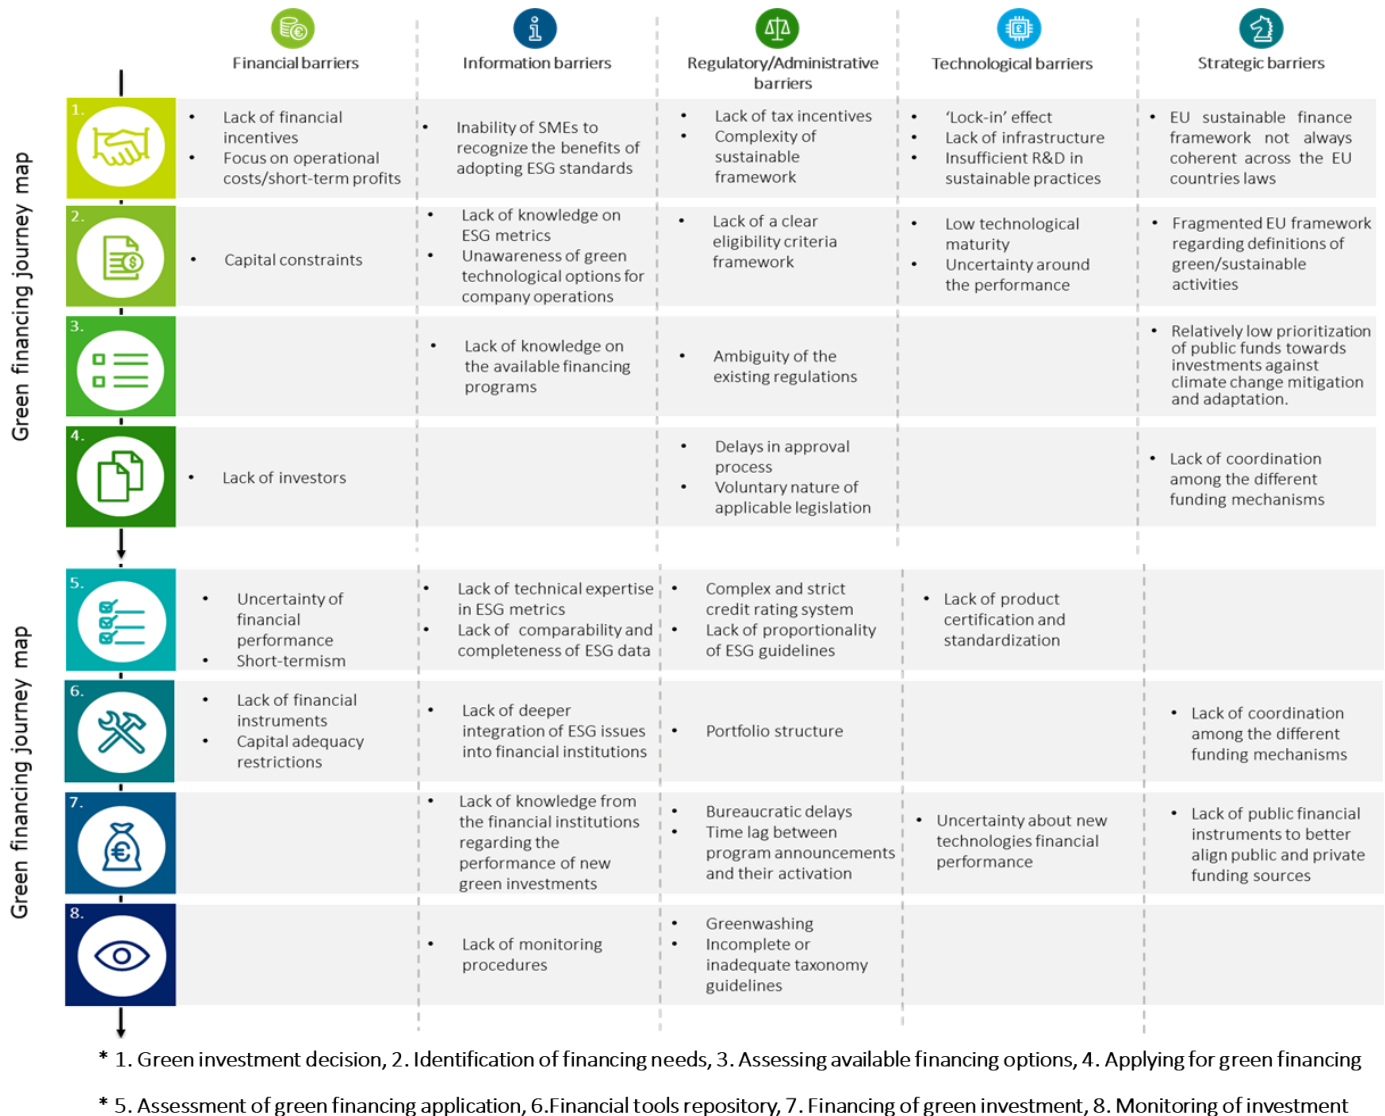 Financial barriers
Information barriers
Regulatory/Administrative
barriers
Technological barriers
Strategic barriers
Green financing journey map
1.
• Lack of financial
incentives
• Focus on operational
costs/short-term profits
• Inability of SMEs to
recognize the benefits of
adopting ESG standards
• Lack of tax incentives
• Complexity of
sustainable
framework
• ‘Lock-in’ effect
• Lack of infrastructure
• Insufficient R&D in
sustainable practices
• EU sustainable finance
framework not always
coherent across the EU
countries laws
2.
• Capital constraints
• Lack of knowledge on
ESG metrics
• Unawareness of green
technological options for
company operations
• Lack of a clear
eligibility criteria
framework
• Low technological
maturity
• Uncertainty around
the performance
• Fragmented EU framework
regarding definitions of
green/sustainable
activities
3.
• Lack of knowledge on
the available financing
programs
• Ambiguity of the
existing regulations
• Relatively low prioritization
of public funds towards
investments against
climate change mitigation
and adaptation.
4.
• Lack of investors
• Delays in approval
process
• Voluntary nature of
applicable legislation
• Lack of coordination
among the different
funding mechanisms
Green financing journey map
5.
• Uncertainty of
financial
performance
• Short-termism
• Lack of technical expertise
in ESG metrics
• Lack of comparability and
completeness of ESG data
• Complex and strict
credit rating system
• Lack of proportionality
of ESG guidelines
• Lack of product
certification and
standardization
6.
• Lack of financial
instruments
• Capital adequacy
restrictions
• Lack of deeper
integration of ESG issues
into financial institutions
• Portfolio structure
• Lack of coordination
among the different
funding mechanisms
7.
• Lack of knowledge from
the financial institutions
regarding the
performance of new
green investments
• Bureaucratic delays
• Time lag between
program announcements
and their activation
• Uncertainty about new
technologies financial
performance
• Lack of public financial
instruments to better
align public and private
funding sources
8.
• Lack of monitoring
procedures
• Greenwashing
• Incomplete or
inadequate taxonomy
guidelines
* 1. Green investment decision, 2. Identification of financing needs, 3. Assessing available financing options, 4. Applying for green financing
* 5. Assessment of green financing application, 6.Financial tools repository, 7. Financing of green investment, 8. Monitoring of investment